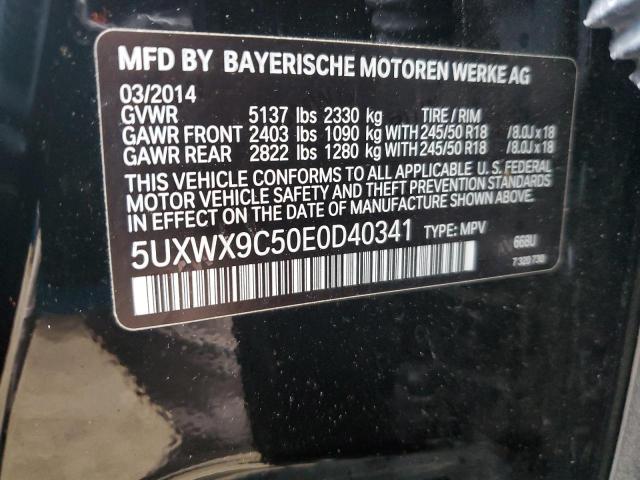 MFD BY BAYERISCHE MOTOREN WERKE AG
03/2014
GVWR 5137 lbs 2330 kg TIRE / RIM
GAWR FRONT 2403 lbs 1090 kg WITH 245/50 R18 /8.0J x 18
GAWR REAR 2822 lbs 1280 kg WITH 245/50 R18 /8.0J x 18
THIS VEHICLE CONFORMS TO ALL APPLICABLE U. S. FEDERAL
MOTOR VEHICLE SAFETY AND THEFT PREVENTION STANDARDS
IN EFFECT ON THE DATE OF MANUFACTURE SHOWN ABOVE.
5UXWX9C50E0D40341 TYPE: MPV
668U
7 320 730